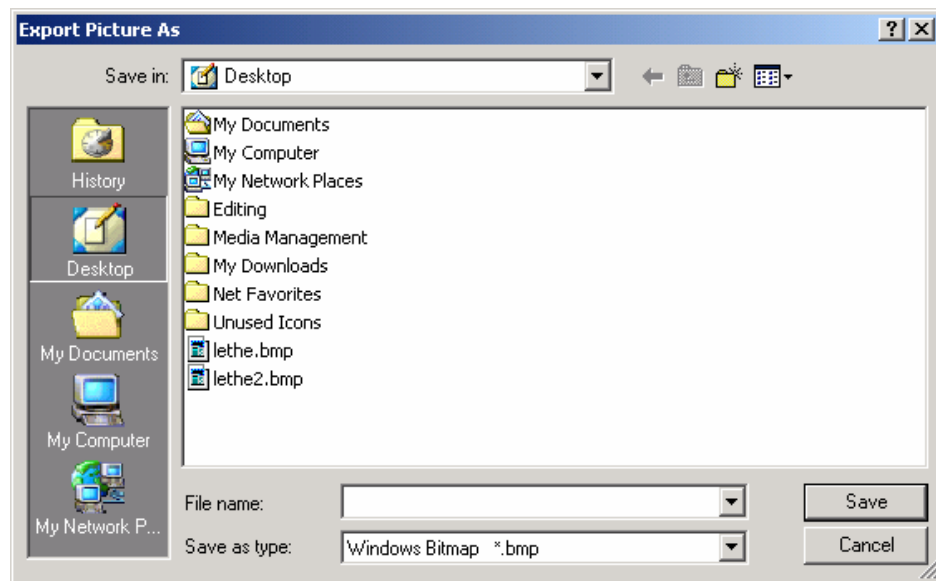 Export Picture As
Save in: Desktop
History
Desktop
My Documents
My Computer
My Network P...
My Documents
My Computer
My Network Places
Editing
Media Management
My Downloads
Net Favorites
Unused Icons
lethe.bmp
lethe2.bmp
File name:
Save
Save as type: Windows Bitmap *.bmp
Cancel